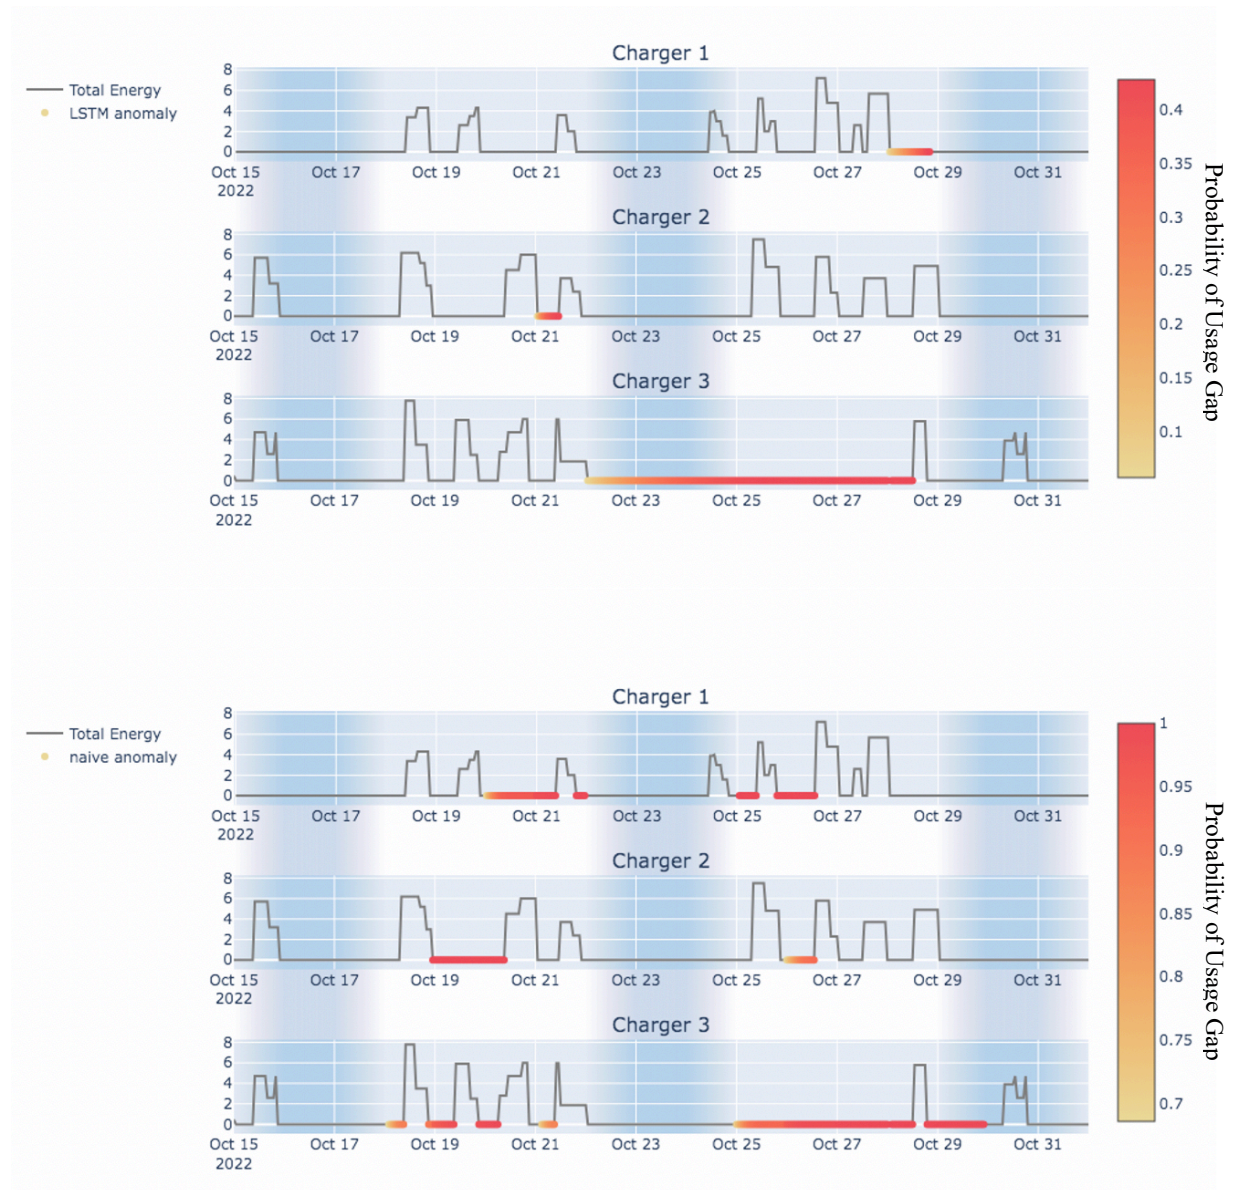 Charger 1
Total Energy
LSTM anomaly
8
6
4
2
0
Oct 15 Oct 17 Oct 19 Oct 21 Oct 23 Oct 25 Oct 27 Oct 29 Oct 31
2022
Charger 2
8
6
4
2
0
Oct 15 Oct 17 Oct 19 Oct 21 Oct 23 Oct 25 Oct 27 Oct 29 Oct 31
2022
Charger 3
8
6
4
2
0
Oct 15 Oct 17 Oct 19 Oct 21 Oct 23 Oct 25 Oct 27 Oct 29 Oct 31
2022
0.4
0.35
0.3
0.25
0.2
0.15
0.1
Probability of Usage Gap
Charger 1
Total Energy
naive anomaly
8
6
4
2
0
Oct 15 Oct 17 Oct 19 Oct 21 Oct 23 Oct 25 Oct 27 Oct 29 Oct 31
2022
Charger 2
8
6
4
2
0
Oct 15 Oct 17 Oct 19 Oct 21 Oct 23 Oct 25 Oct 27 Oct 29 Oct 31
2022
Charger 3
8
6
4
2
0
Oct 15 Oct 17 Oct 19 Oct 21 Oct 23 Oct 25 Oct 27 Oct 29 Oct 31
2022
1
0.95
0.9
0.85
0.8
0.75
0.7
Probability of Usage Gap